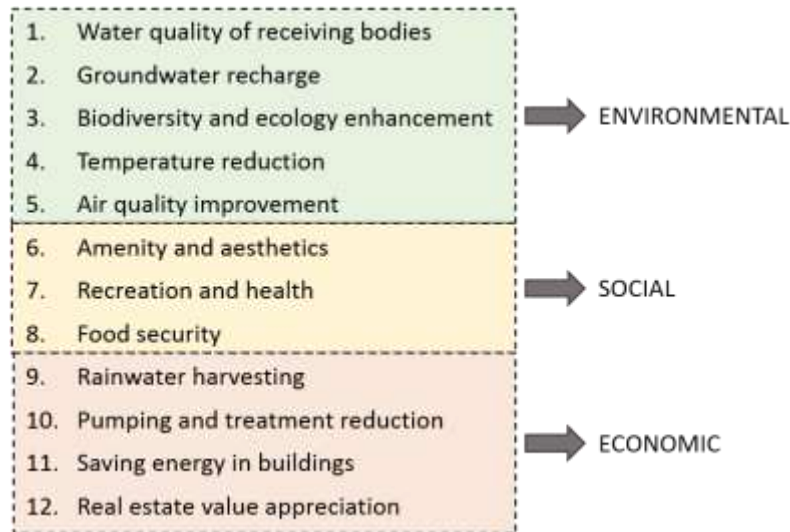 1. Water quality of receiving bodies
2. Groundwater recharge
3. Biodiversity and ecology enhancement
4. Temperature reduction
5. Air quality improvement
ENVIRONMENTAL
6. Amenity and aesthetics
7. Recreation and health
8. Food security
SOCIAL
9. Rainwater harvesting
10. Pumping and treatment reduction
11. Saving energy in buildings
12. Real estate value appreciation
ECONOMIC